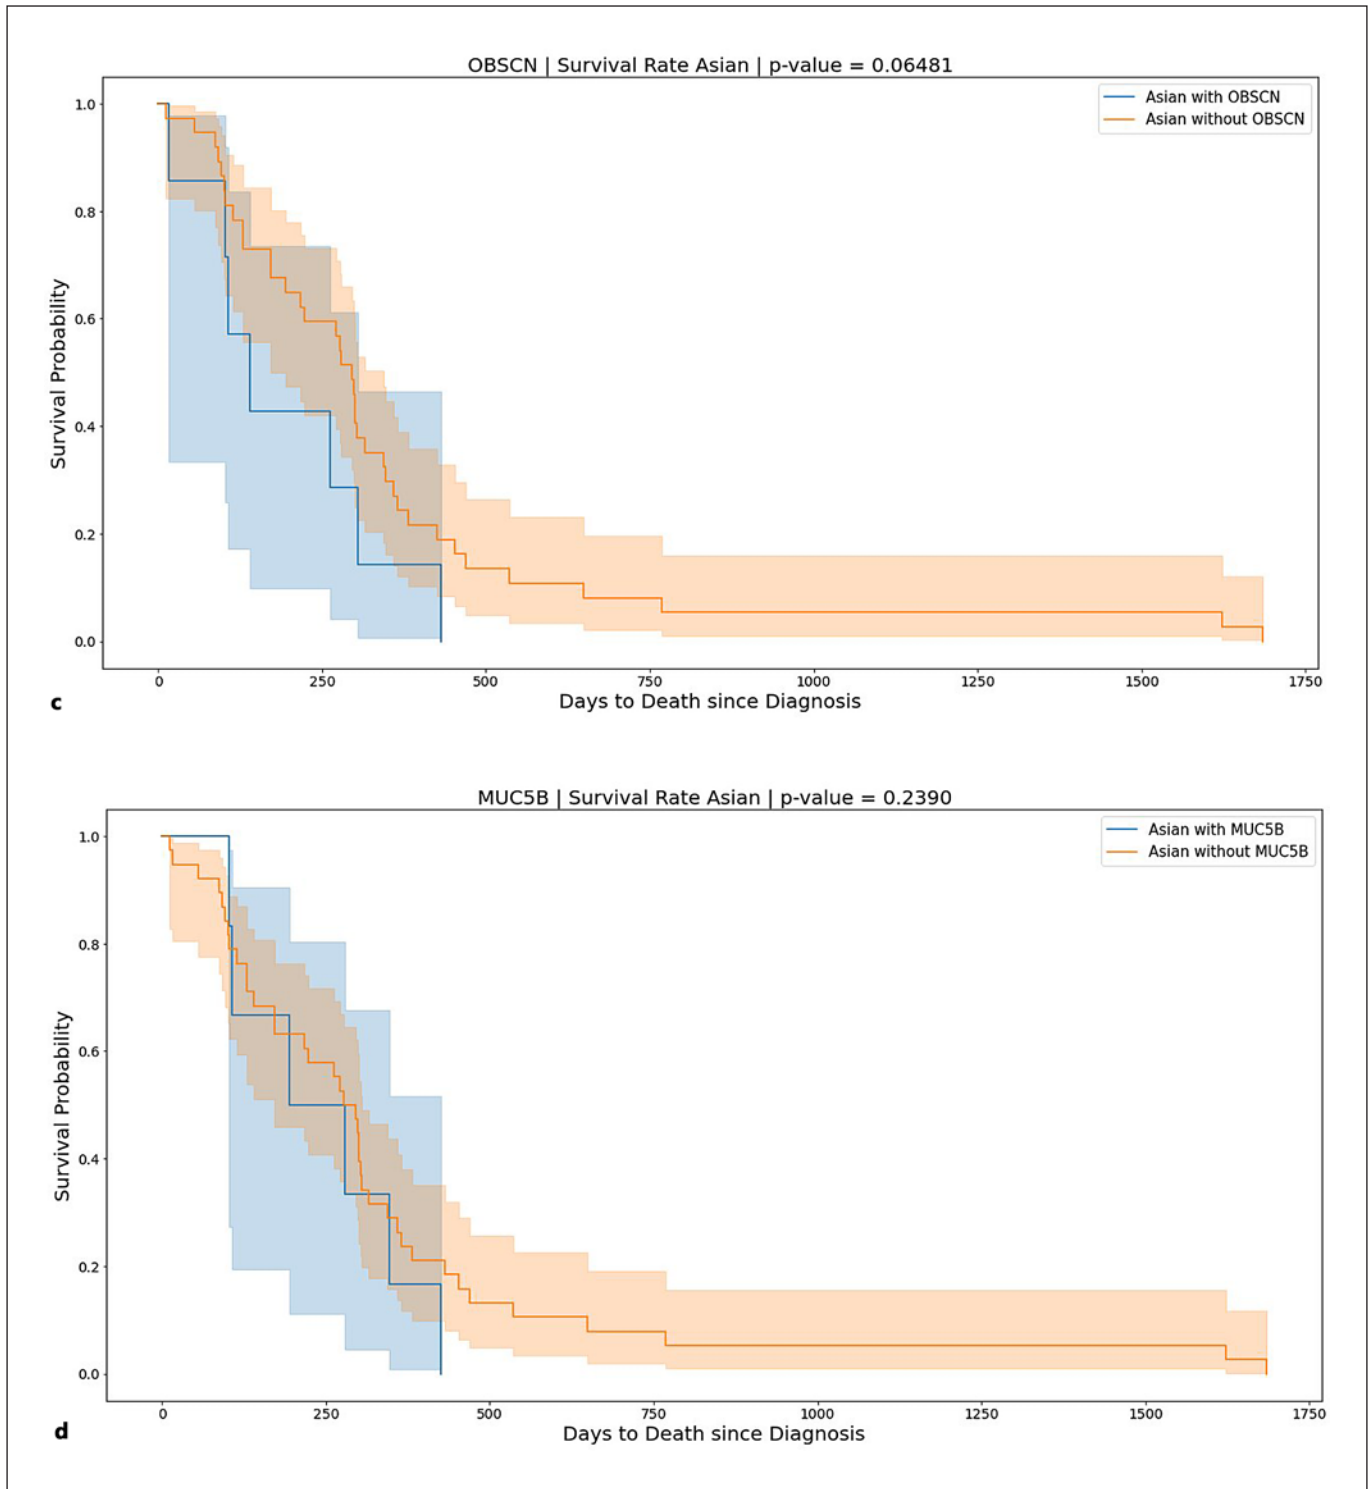 OBSCN | Survival Rate Asian | p-value = 0.06481
Asian with OBSCN
Asian without OBSCN
1.0
0.8
0.6
0.4
0.2
0.0
Survival Probability
0 250 500 750 1000 1250 1500 1750
Days to Death since Diagnosis
c
MUC5B | Survival Rate Asian | p-value = 0.2390
Asian with MUC5B
Asian without MUC5B
1.0
0.8
0.6
0.4
0.2
0.0
Survival Probability
0 250 500 750 1000 1250 1500 1750
Days to Death since Diagnosis
d